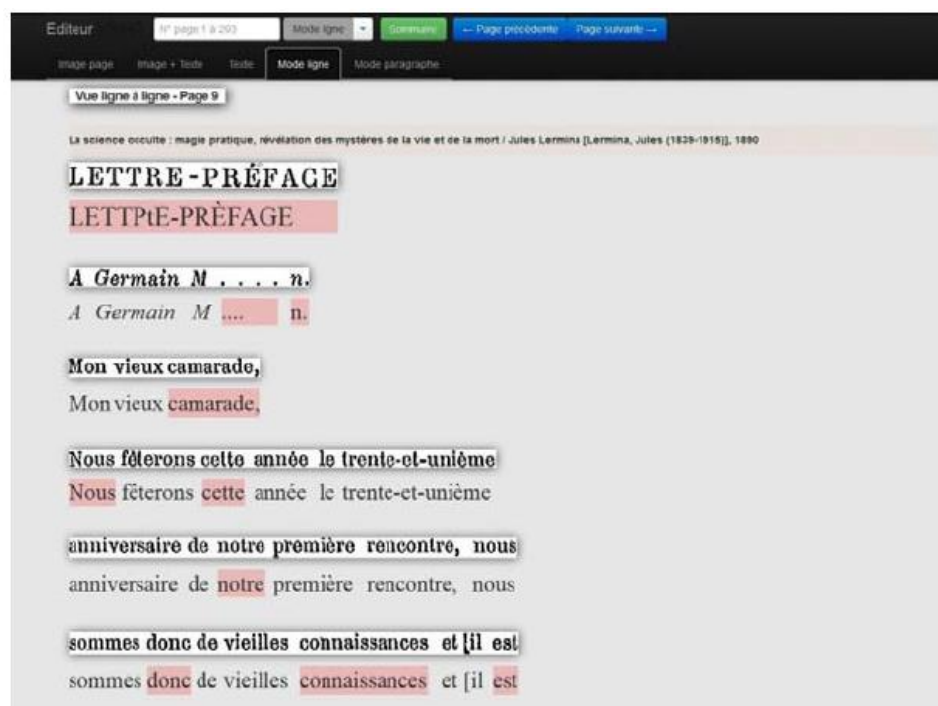 Editeur N° page 1 à 293 Mode ligne Sommaire ← Page précédente Page suivante →
Image page Image + Texte Texte Mode ligne Mode paragraphe
Vue ligne à ligne - Page 9
La science occulte : magie pratique, révélation des mystères de la vie et de la mort / Jules Lermina [Lermina, Jules (1839-1915)], 1890
LETTRE-PRÉFACE
LETTPtE-PRÈFAGE
A Germain M . . . . n.
A Germain M .... n.
Mon vieux camarade,
Mon vieux camarade,
Nous fêterons cette année le trente-et-unième
Nous fêterons cette année le trente-et-unième
anniversaire de notre première rencontre, nous
anniversaire de notre première rencontre, nous
sommes donc de vieilles connaissances et [il est
sommes donc de vieilles connaissances et [il est